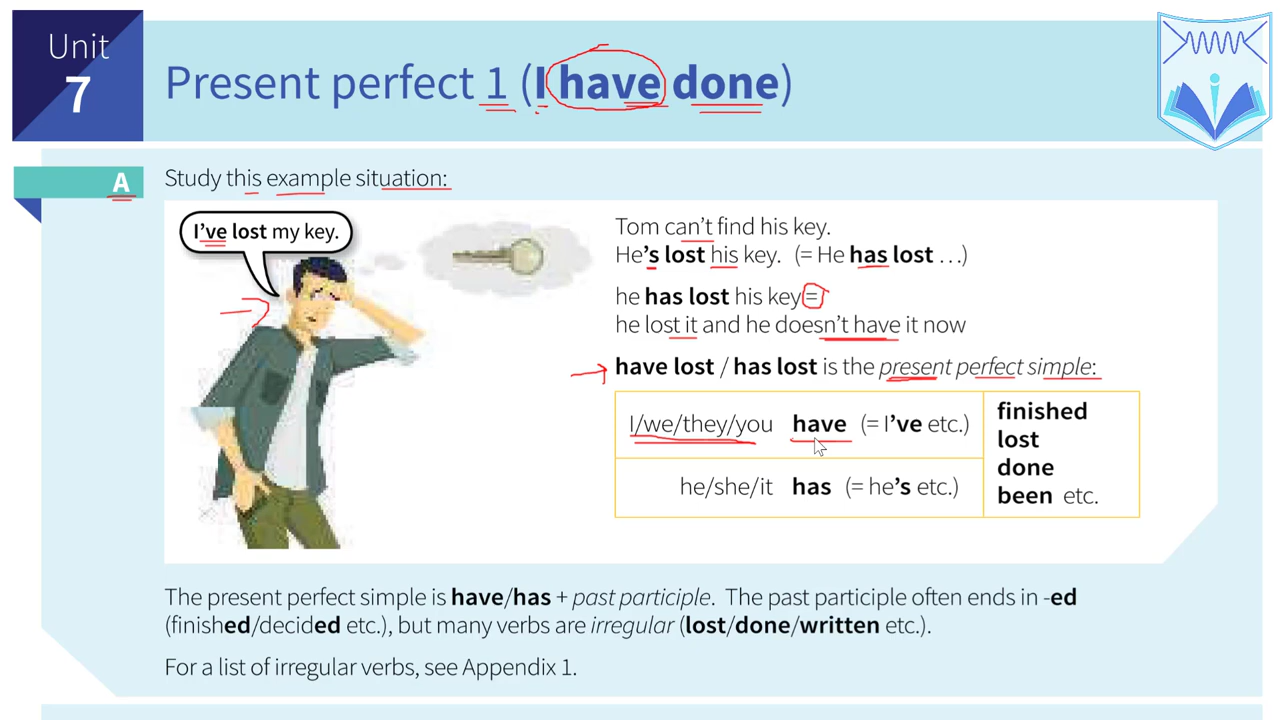 Unit
7
Present perfect 1 (I have done)
A
Study this example situation:
I've lost my key.
Tom can't find his key.
He's lost his key. (= He has lost …)
he has lost his key =
he lost it and he doesn't have it now
have lost / has lost is the present perfect simple:
I/we/they/you have (= I've etc.)
he/she/it has (= he's etc.)
finished
lost
done
been etc.
The present perfect simple is have/has + past participle. The past participle often ends in -ed
(finished/decided etc.), but many verbs are irregular (lost/done/written etc.).
For a list of irregular verbs, see Appendix 1.